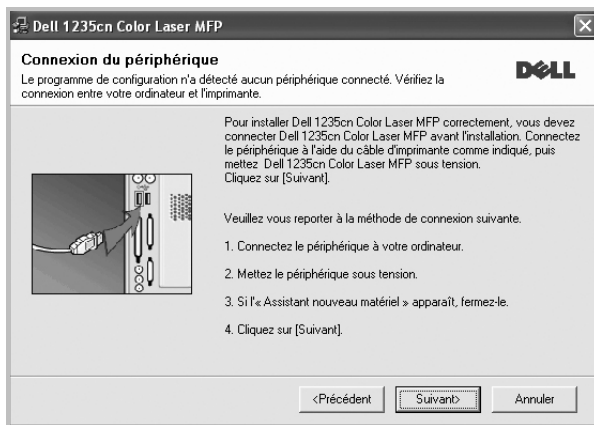 Dell 1235cn Color Laser MFP
Connexion du périphérique
Le programme de configuration n'a détecté aucun périphérique connecté. Vérifiez la
connexion entre votre ordinateur et l'imprimante.
DELL
Pour installer Dell 1235cn Color Laser MFP correctement, vous devez
connecter Dell 1235cn Color Laser MFP avant l'installation. Connectez
le périphérique à l'aide du câble d'imprimante comme indiqué, puis
mettez Dell 1235cn Color Laser MFP sous tension.
Cliquez sur [Suivant].
Veuillez vous reporter à la méthode de connexion suivante.
1. Connectez le périphérique à votre ordinateur.
2. Mettez le périphérique sous tension.
3. Si l'« Assistant nouveau matériel » apparaît, fermez-le.
4. Cliquez sur [Suivant].
<Précédent
Suivant>
Annuler